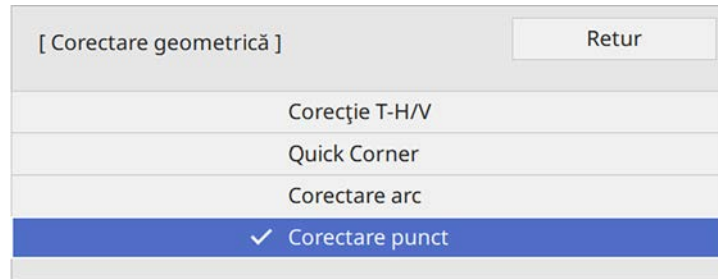 [ Corectare geometrică ]
Retur
Corecţie T-H/V
Quick Corner
Corectare arc
Corectare punct